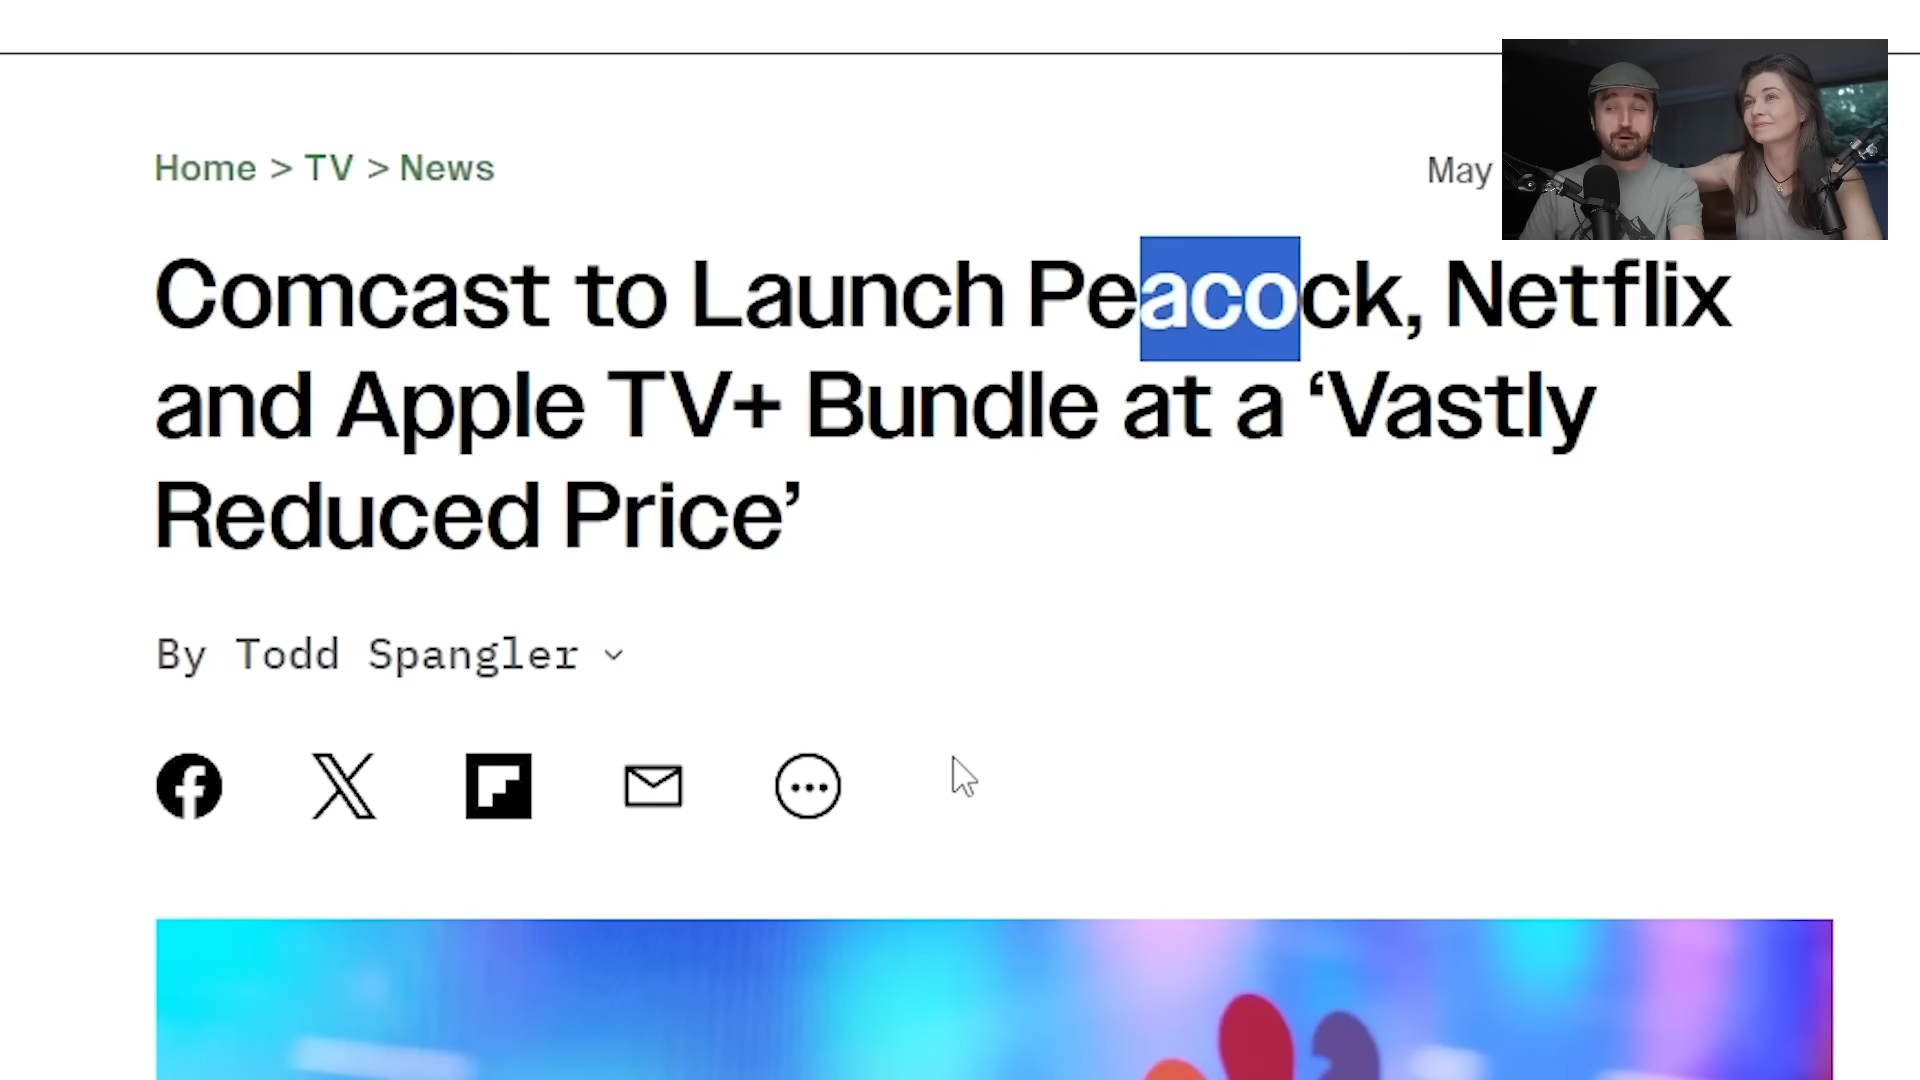 Home > TV > News
May
Comcast to Launch Peacock, Netflix
and Apple TV+ Bundle at a ‘Vastly
Reduced Price’
By Todd Spangler